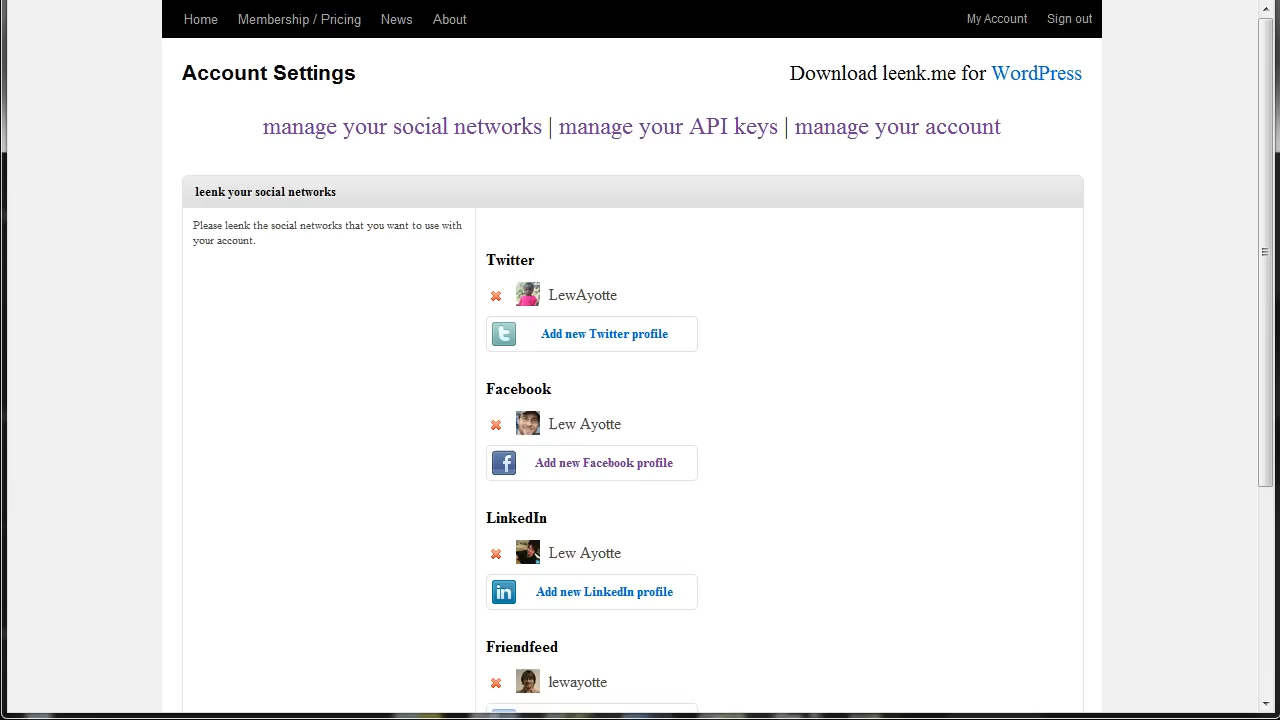 Home Membership / Pricing News About My Account Sign out
Account Settings Download leenk.me for WordPress
manage your social networks | manage your API keys | manage your account
leenk your social networks
Please leenk the social networks that you want to use with
your account.
Twitter
LewAyotte
Add new Twitter profile
Facebook
Lew Ayotte
Add new Facebook profile
LinkedIn
Lew Ayotte
in Add new LinkedIn profile
Friendfeed
lewayotte